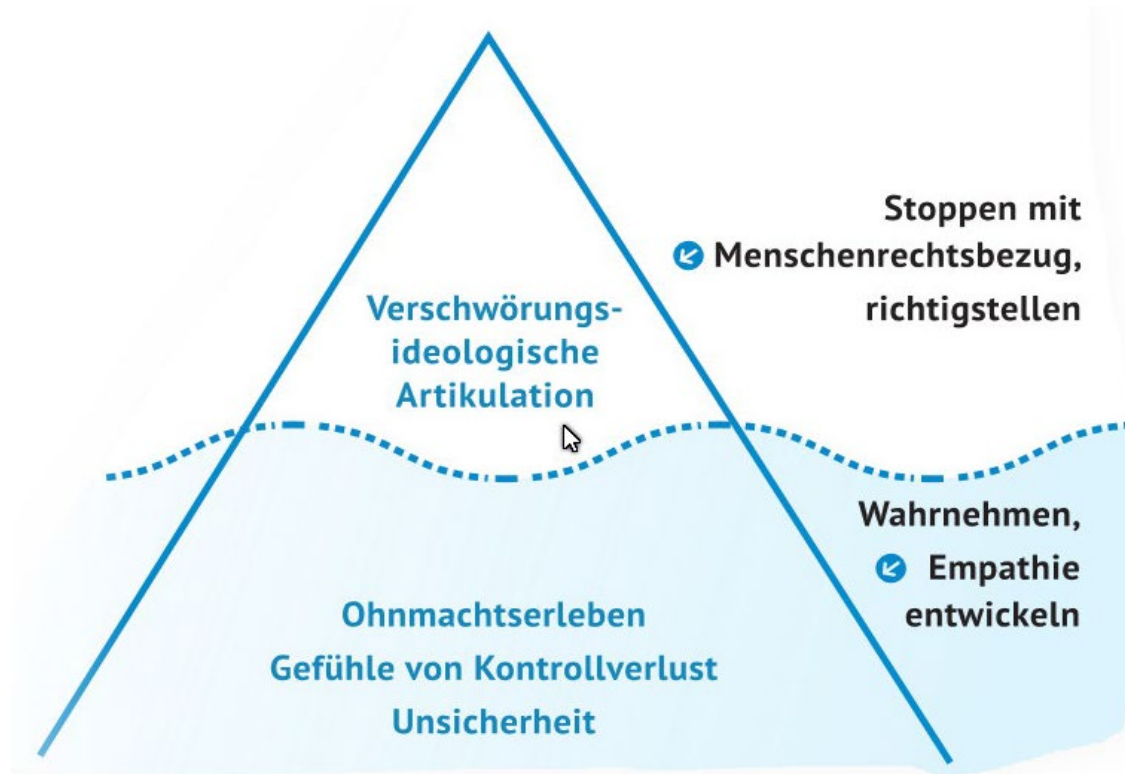 Stoppen mit
Menschenrechtsbezug,
richtigstellen
Verschwörungs-
ideologische
Artikulation
Wahrnehmen,
Empathie
entwickeln
Ohnmachtserleben
Gefühle von Kontrollverlust
Unsicherheit